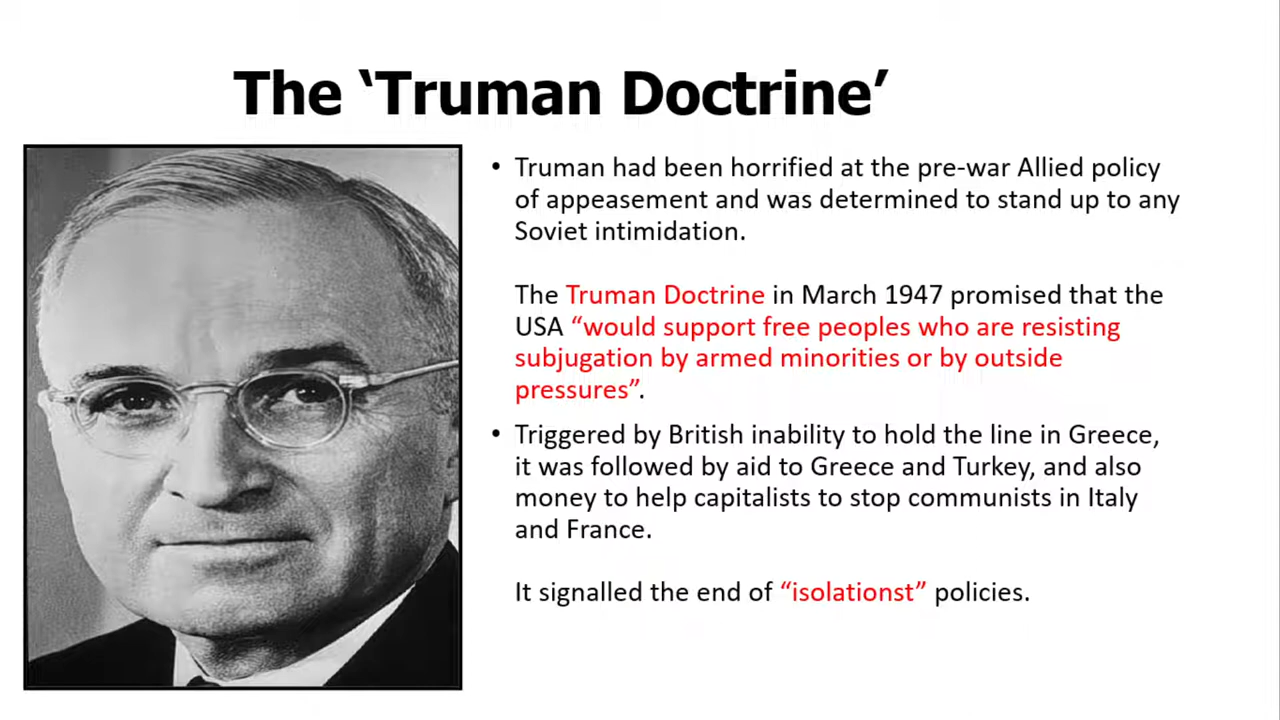 The ‘Truman Doctrine’
• Truman had been horrified at the pre-war Allied policy
of appeasement and was determined to stand up to any
Soviet intimidation.
The Truman Doctrine in March 1947 promised that the
USA “would support free peoples who are resisting
subjugation by armed minorities or by outside
pressures”.
• Triggered by British inability to hold the line in Greece,
it was followed by aid to Greece and Turkey, and also
money to help capitalists to stop communists in Italy
and France.
It signalled the end of “isolationst” policies.